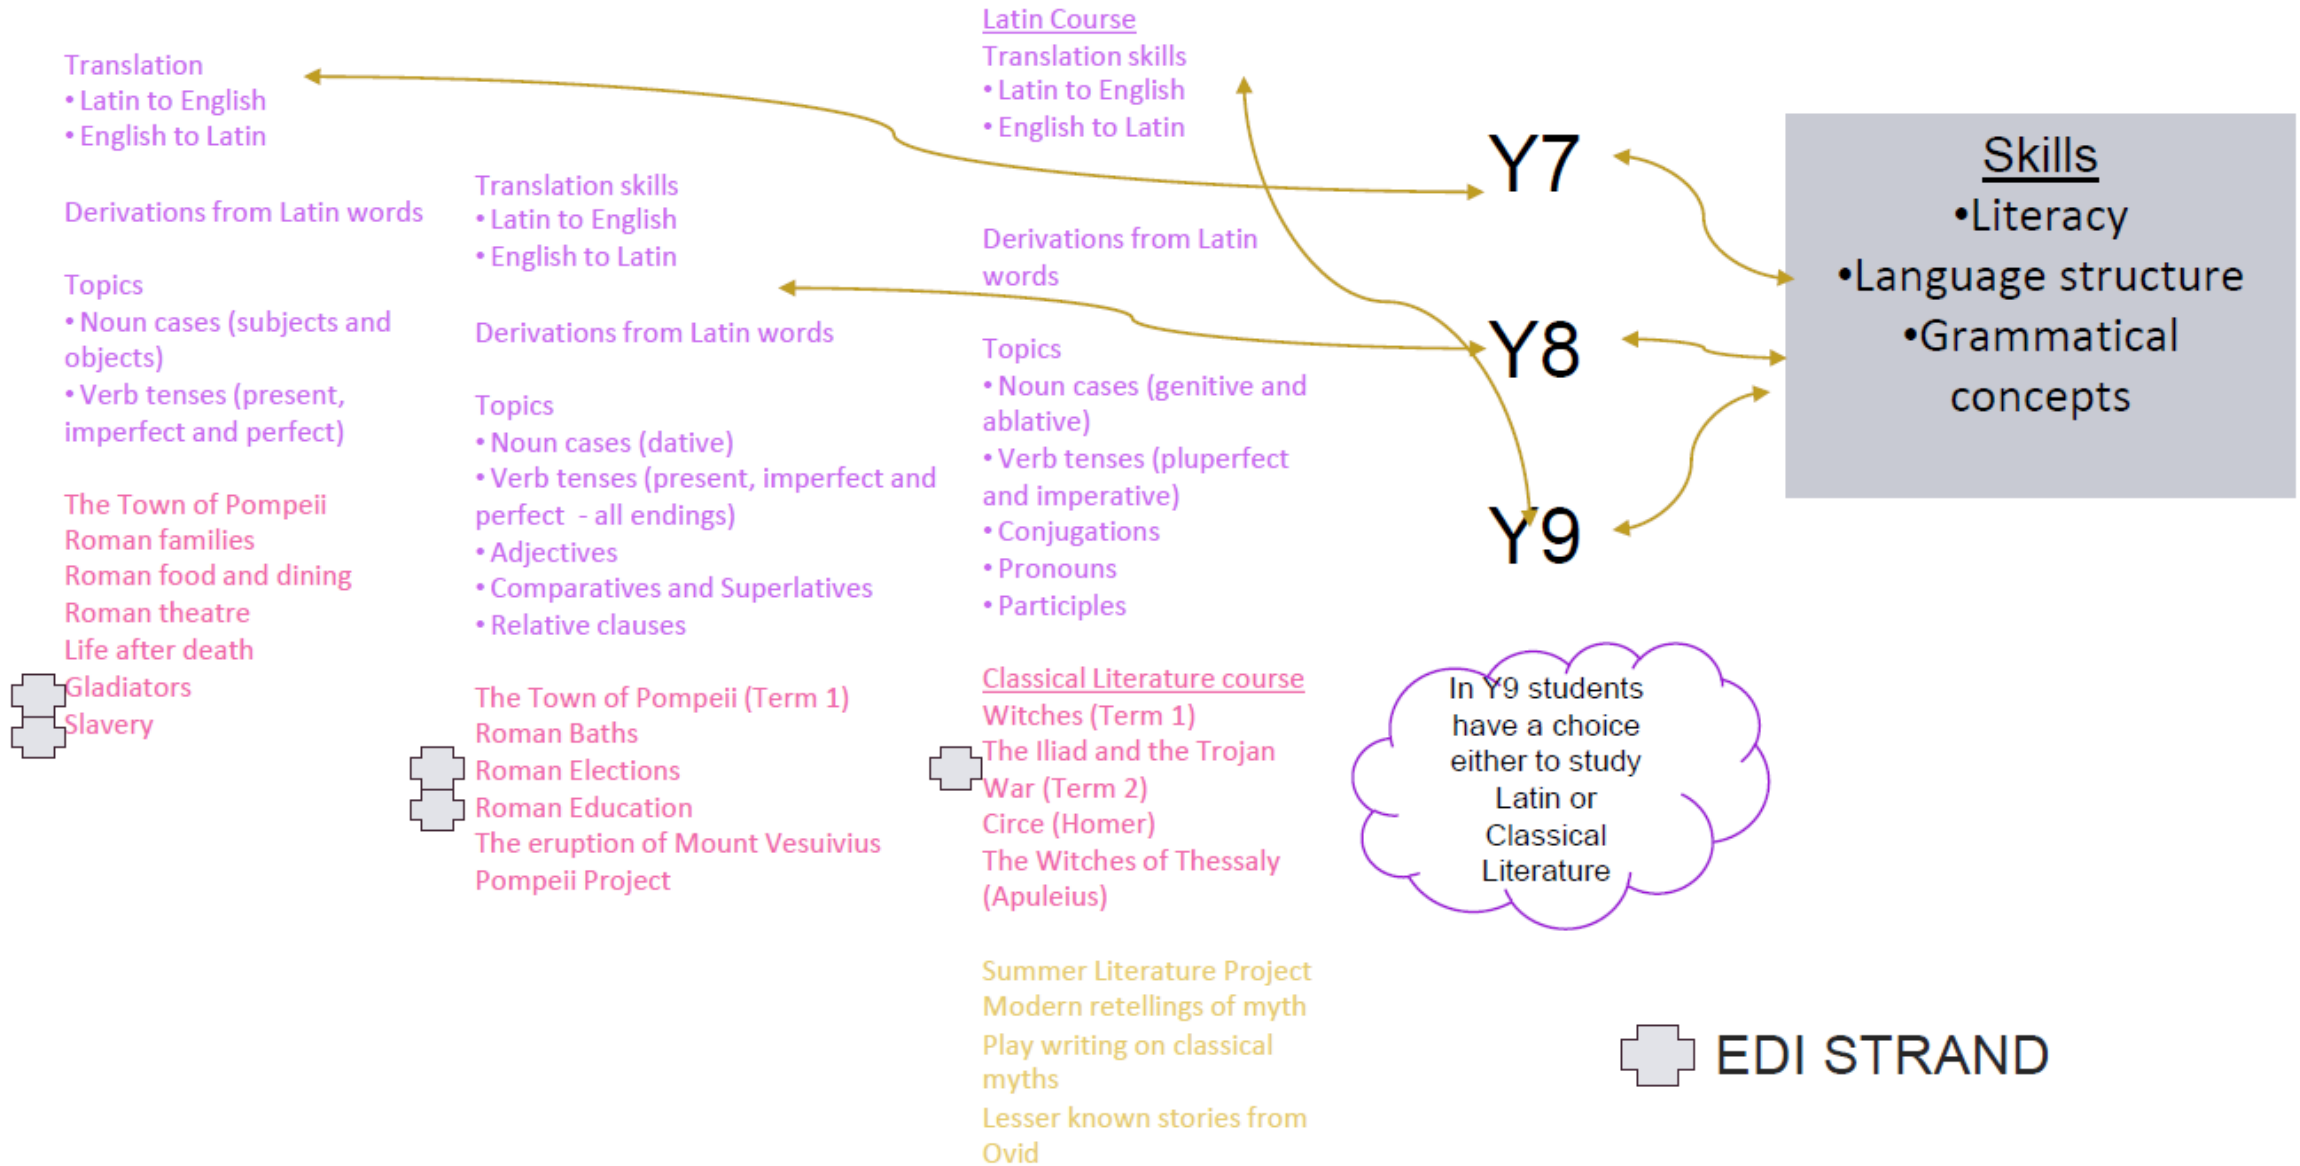 Translation
• Latin to English
• English to Latin
Derivations from Latin words
Topics
• Noun cases (subjects and
objects)
• Verb tenses (present,
imperfect and perfect)
The Town of Pompeii
Roman families
Roman food and dining
Roman theatre
Life after death
Gladiators
Slavery
Translation skills
• Latin to English
• English to Latin
Derivations from Latin words
Topics
• Noun cases (dative)
• Verb tenses (present, imperfect and
perfect - all endings)
• Adjectives
• Comparatives and Superlatives
• Relative clauses
The Town of Pompeii (Term 1)
Roman Baths
Roman Elections
Roman Education
The eruption of Mount Vesuivius
Pompeii Project
Latin Course
Translation skills
• Latin to English
• English to Latin
Derivations from Latin
words
Topics
• Noun cases (genitive and
ablative)
• Verb tenses (pluperfect
and imperative)
• Conjugations
• Pronouns
• Participles
Classical Literature course
Witches (Term 1)
The Iliad and the Trojan
War (Term 2)
Circe (Homer)
The Witches of Thessaly
(Apuleius)
Summer Literature Project
Modern retellings of myth
Play writing on classical
myths
Lesser known stories from
Ovid
Y7
Y8
Y9
Skills
•Literacy
•Language structure
•Grammatical
concepts
In Y9 students
have a choice
either to study
Latin or
Classical
Literature
EDI STRAND